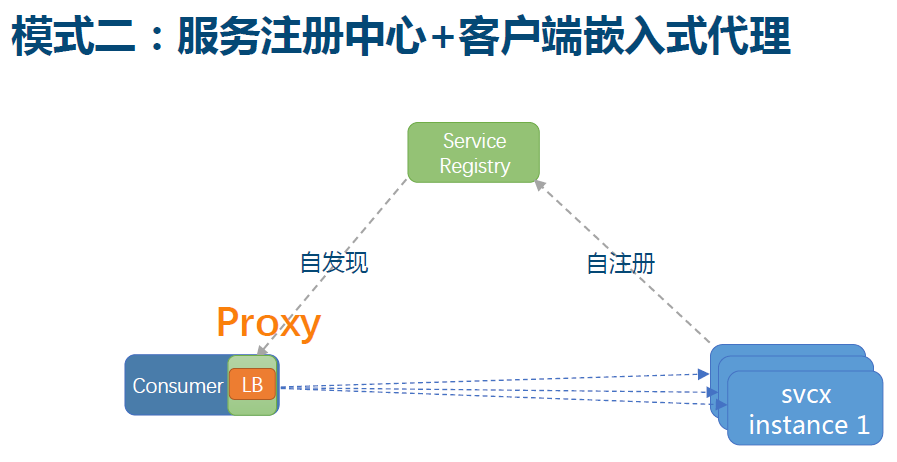 模式二：服务注册中心+客户端嵌入式代理
Service
Registry
自发现
自注册
Proxy
Consumer
LB
svcx
instance 1